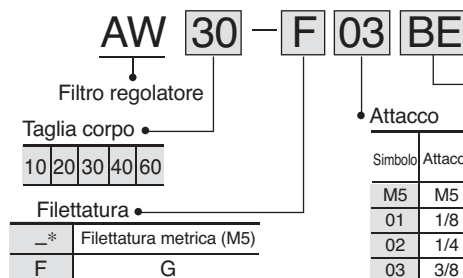 AW 30 - F 03 BE
Filtro regolatore
Attacco
Taglia corpo
10 20 30 40 60
Simbolo Attacco
M5 M5
01 1/8
02 1/4
03 3/8
Filettatura
_* Filettatura metrica (M5)
F G